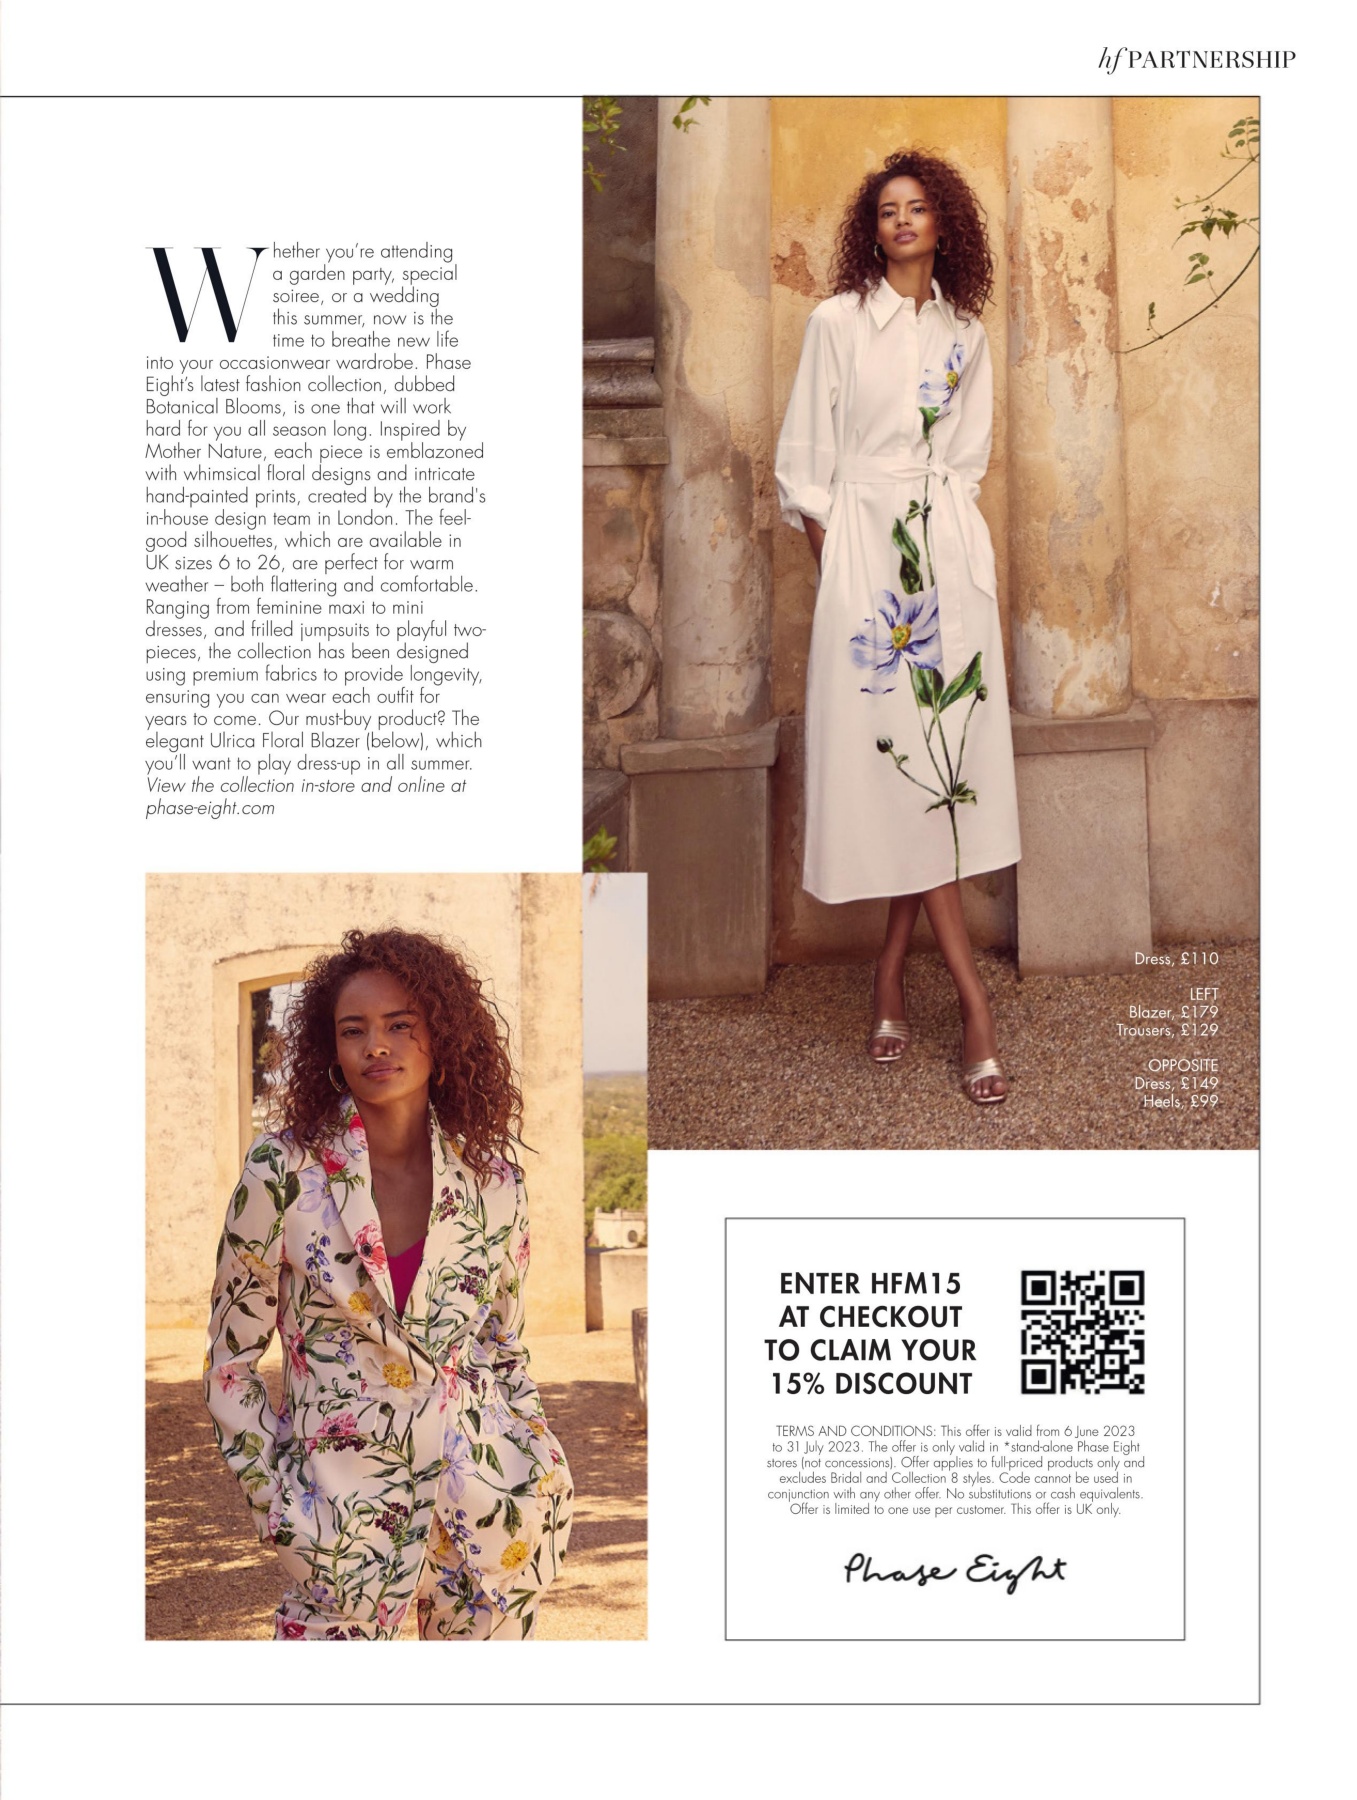 hf PARTNERSHIP
Whether you're attending
a garden party, special
soiree, or a wedding
this summer, now is the
time to breathe new life
into your occasionwear wardrobe. Phase
Eight's latest fashion collection, dubbed
Botanical Blooms, is one that will work
hard for you all season long. Inspired by
Mother Nature, each piece is emblazoned
with whimsical floral designs and intricate
hand-painted prints, created by the brand's
in-house design team in London. The feel-
good silhouettes, which are available in
UK sizes 6 to 26, are perfect for warm
weather – both flattering and comfortable.
Ranging from feminine maxi to mini
dresses, and frilled jumpsuits to playful two-
pieces, the collection has been designed
using premium fabrics to provide longevity,
ensuring you can wear each outfit for
years to come. Our must-buy product? The
elegant Ulrica Floral Blazer (below), which
you'll want to play dress-up in all summer.
View the collection in-store and online at
phase-eight.com
Dress, £110
LEFT
Blazer, £179
Trousers, £129
OPPOSITE
Dress, £149
Heels, £99
ENTER HFM15
AT CHECKOUT
TO CLAIM YOUR
15% DISCOUNT
TERMS AND CONDITIONS: This offer is valid from 6 June 2023
to 31 July 2023. The offer is only valid in *stand-alone Phase Eight
stores (not concessions). Offer applies to full-priced products only and
excludes Bridal and Collection 8 styles. Code cannot be used in
conjunction with any other offer. No substitutions or cash equivalents.
Offer is limited to one use per customer. This offer is UK only.
Phase Eight